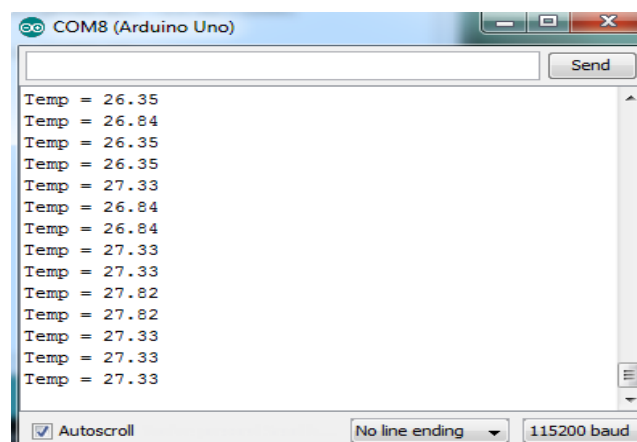 COM8 (Arduino Uno)
Send
Temp = 26.35
Temp = 26.84
Temp = 26.35
Temp = 26.35
Temp = 27.33
Temp = 26.84
Temp = 26.84
Temp = 27.33
Temp = 27.33
Temp = 27.82
Temp = 27.82
Temp = 27.33
Temp = 27.33
Temp = 27.33
Autoscroll No line ending 115200 baud